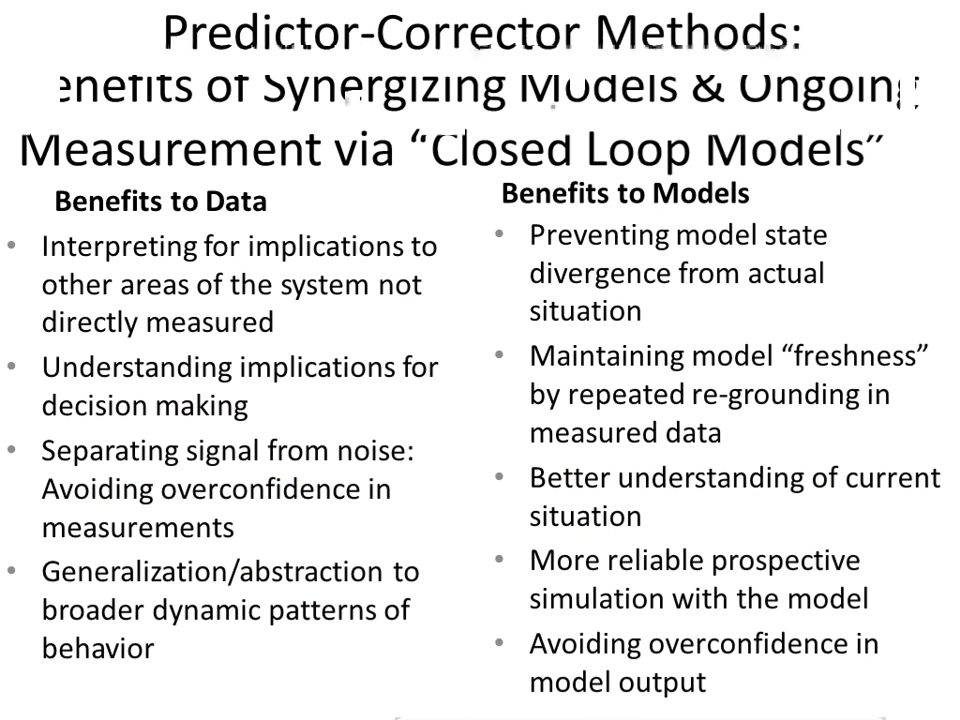 Predictor-Corrector Methods:
enefits of Synergizing Models & Ongoing
Measurement via “Closed Loop Models”
Benefits to Data
• Interpreting for implications to
other areas of the system not
directly measured
• Understanding implications for
decision making
• Separating signal from noise:
Avoiding overconfidence in
measurements
• Generalization/abstraction to
broader dynamic patterns of
behavior
Benefits to Models
• Preventing model state
divergence from actual
situation
• Maintaining model “freshness”
by repeated re-grounding in
measured data
• Better understanding of current
situation
• More reliable prospective
simulation with the model
• Avoiding overconfidence in
model output